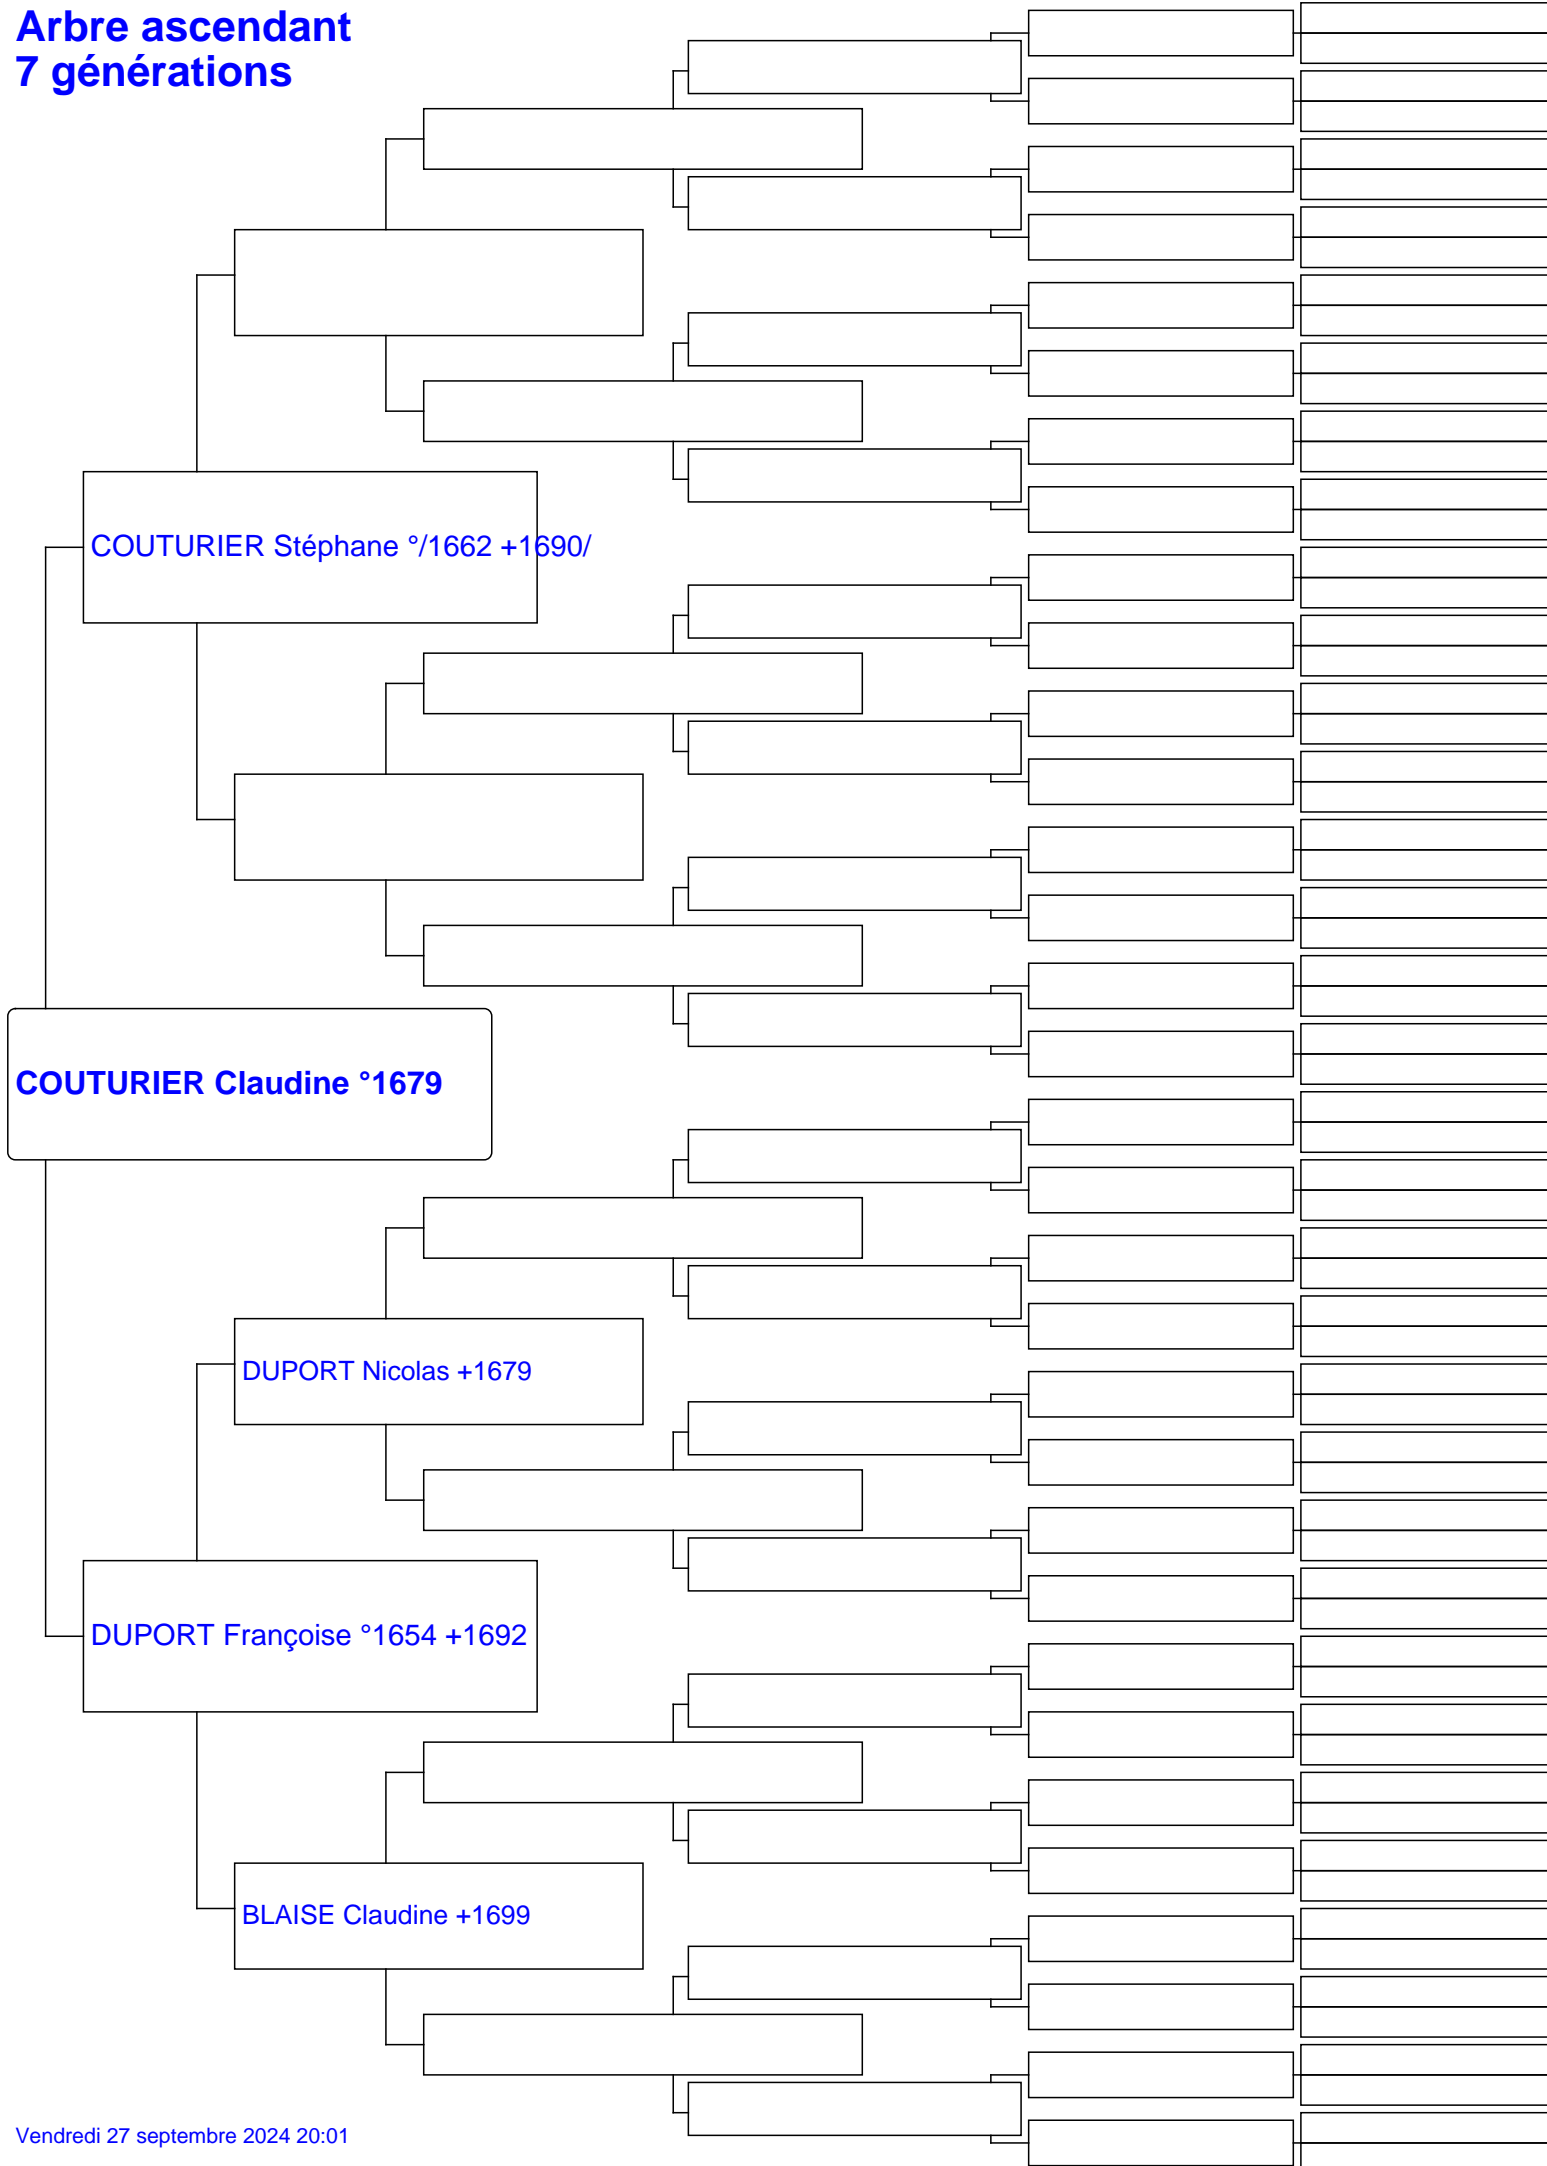 Arbre ascendant
7 générations
COUTURIER Stéphane °/1662 +1690/
COUTURIER Claudine °1679
DUPORT Nicolas +1679
DUPORT Françoise °1654 +1692
BLAISE Claudine +1699
Vendredi 27 septembre 2024 20:01